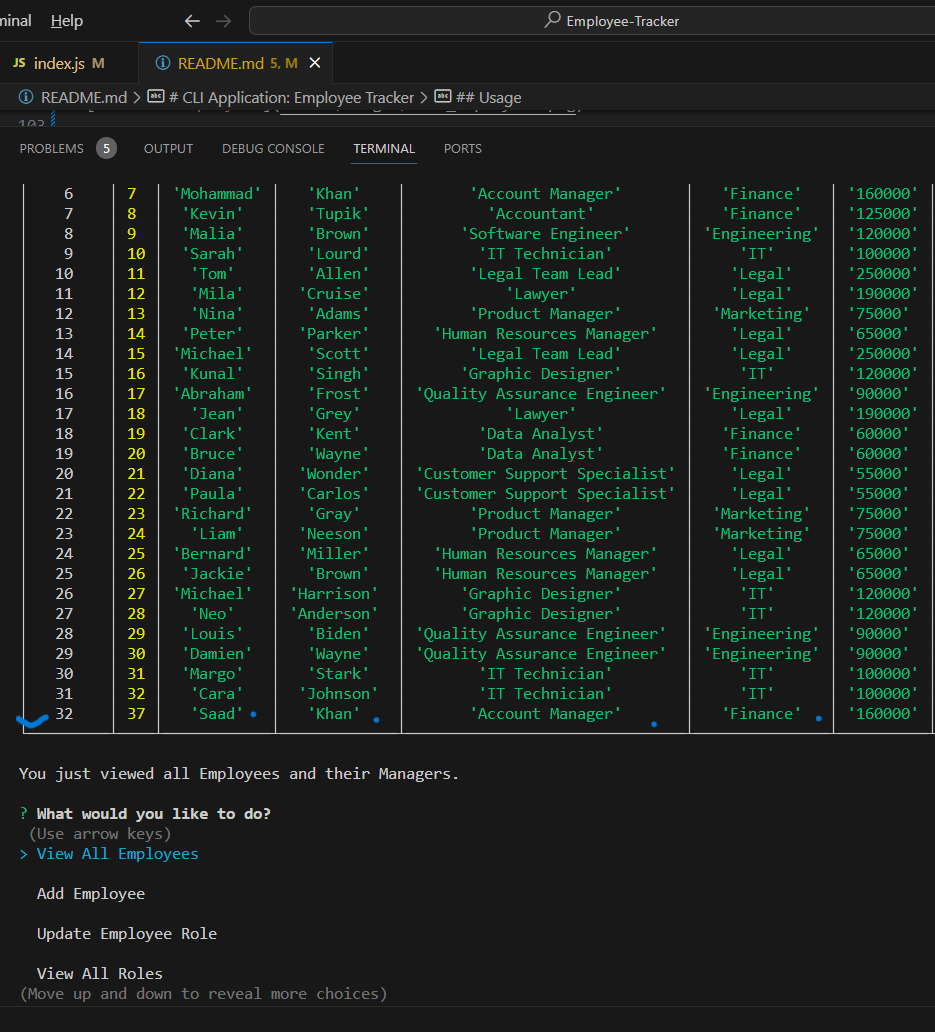 minal Help
Employee-Tracker
JS index.js M
README.md 5, M
README.md > # CLI Application: Employee Tracker > ## Usage
103
PROBLEMS 5 OUTPUT DEBUG CONSOLE TERMINAL PORTS
6 7 'Mohammad' 'Khan' 'Account Manager' 'Finance' '160000'
7 8 'Kevin' 'Tupik' 'Accountant' 'Finance' '125000'
8 9 'Malia' 'Brown' 'Software Engineer' 'Engineering' '120000'
9 10 'Sarah' 'Lourd' 'IT Technician' 'IT' '100000'
10 11 'Tom' 'Allen' 'Legal Team Lead' 'Legal' '250000'
11 12 'Mila' 'Cruise' 'Lawyer' 'Legal' '190000'
12 13 'Nina' 'Adams' 'Product Manager' 'Marketing' '75000'
13 14 'Peter' 'Parker' 'Human Resources Manager' 'Legal' '65000'
14 15 'Michael' 'Scott' 'Legal Team Lead' 'Legal' '250000'
15 16 'Kunal' 'Singh' 'Graphic Designer' 'IT' '120000'
16 17 'Abraham' 'Frost' 'Quality Assurance Engineer' 'Engineering' '90000'
17 18 'Jean' 'Grey' 'Lawyer' 'Legal' '190000'
18 19 'Clark' 'Kent' 'Data Analyst' 'Finance' '60000'
19 20 'Bruce' 'Wayne' 'Data Analyst' 'Finance' '60000'
20 21 'Diana' 'Wonder' 'Customer Support Specialist' 'Legal' '55000'
21 22 'Paula' 'Carlos' 'Customer Support Specialist' 'Legal' '55000'
22 23 'Richard' 'Gray' 'Product Manager' 'Marketing' '75000'
23 24 'Liam' 'Neeson' 'Product Manager' 'Marketing' '75000'
24 25 'Bernard' 'Miller' 'Human Resources Manager' 'Legal' '65000'
25 26 'Jackie' 'Brown' 'Human Resources Manager' 'Legal' '65000'
26 27 'Michael' 'Harrison' 'Graphic Designer' 'IT' '120000'
27 28 'Neo' 'Anderson' 'Graphic Designer' 'IT' '120000'
28 29 'Louis' 'Biden' 'Quality Assurance Engineer' 'Engineering' '90000'
29 30 'Damien' 'Wayne' 'Quality Assurance Engineer' 'Engineering' '90000'
30 31 'Margo' 'Stark' 'IT Technician' 'IT' '100000'
31 32 'Cara' 'Johnson' 'IT Technician' 'IT' '100000'
32 37 'Saad' 'Khan' 'Account Manager' 'Finance' '160000'
You just viewed all Employees and their Managers.
? What would you like to do?
(Use arrow keys)
> View All Employees
Add Employee
Update Employee Role
View All Roles
(Move up and down to reveal more choices)